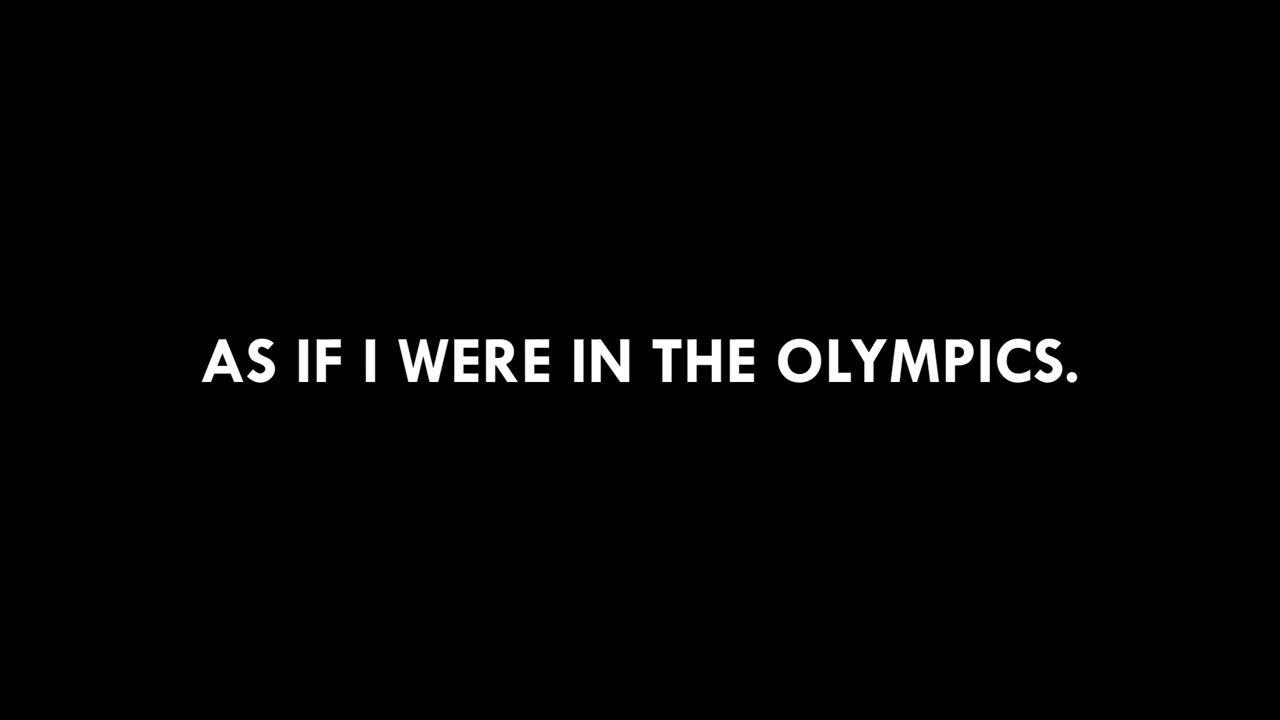 AS IF I WERE IN THE OLYMPICS.